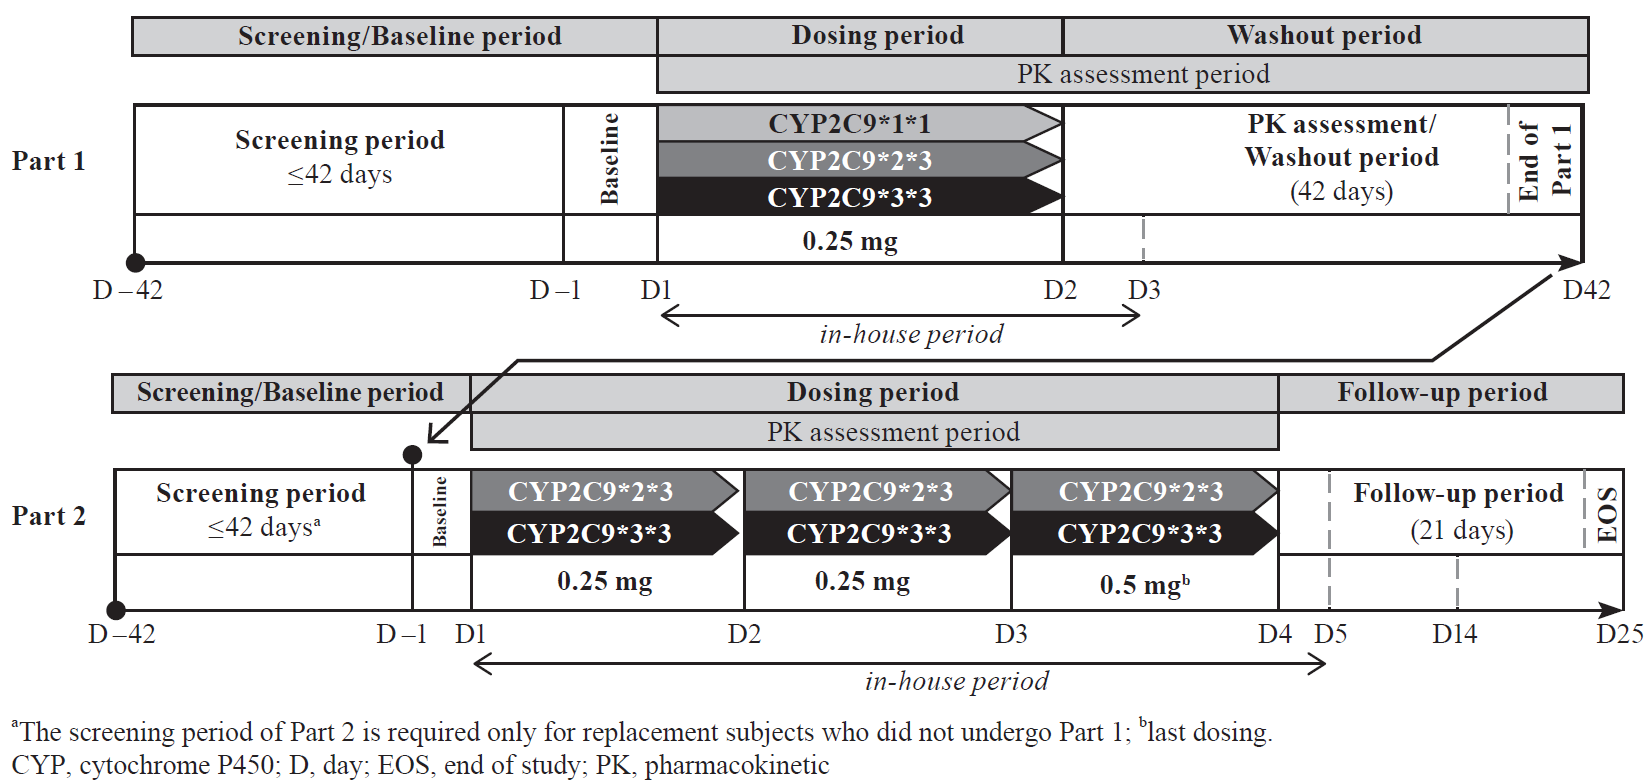 Screening/Baseline period Dosing period Washout period
PK assessment period
Part 1
Screening period
≤42 days
Baseline
CYP2C9*1*1
CYP2C9*2*3
CYP2C9*3*3
PK assessment/
Washout period
(42 days)
End of
Part 1
0.25 mg
D –42 D –1 D1 D2 D3 D42
in-house period
Screening/Baseline period Dosing period Follow-up period
PK assessment period
Part 2
Screening period
≤42 daysᵃ
Baseline
CYP2C9*2*3 CYP2C9*2*3 CYP2C9*2*3
CYP2C9*3*3 CYP2C9*3*3 CYP2C9*3*3
Follow-up period
(21 days)
EOS
0.25 mg 0.25 mg 0.5 mgᵇ
D –42 D –1 D1 D2 D3 D4 D5 D14 D25
in-house period
ᵃThe screening period of Part 2 is required only for replacement subjects who did not undergo Part 1; ᵇlast dosing.
CYP, cytochrome P450; D, day; EOS, end of study; PK, pharmacokinetic